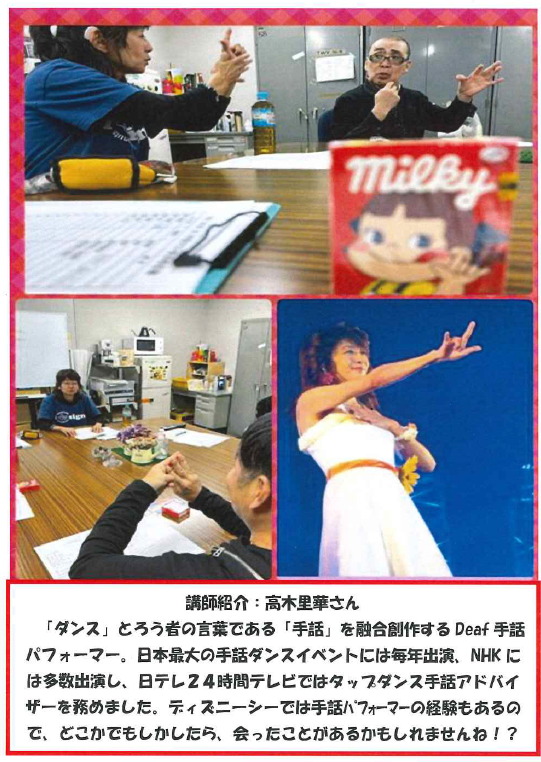 milky
sign
講師紹介：高木里華さん
「ダンス」とろう者の言葉である「手話」を融合創作する Deaf 手話
パフォーマー。日本最大の手話ダンスイベントには毎年出演、NHK に
は多数出演し、日テレ２４時間テレビではタップダンス手話アドバイ
ザーを務めました。ディズニーシーでは手話パフォーマーの経験もあるの
で、どこかでもしかしたら、会ったことがあるかもしれませんね！？